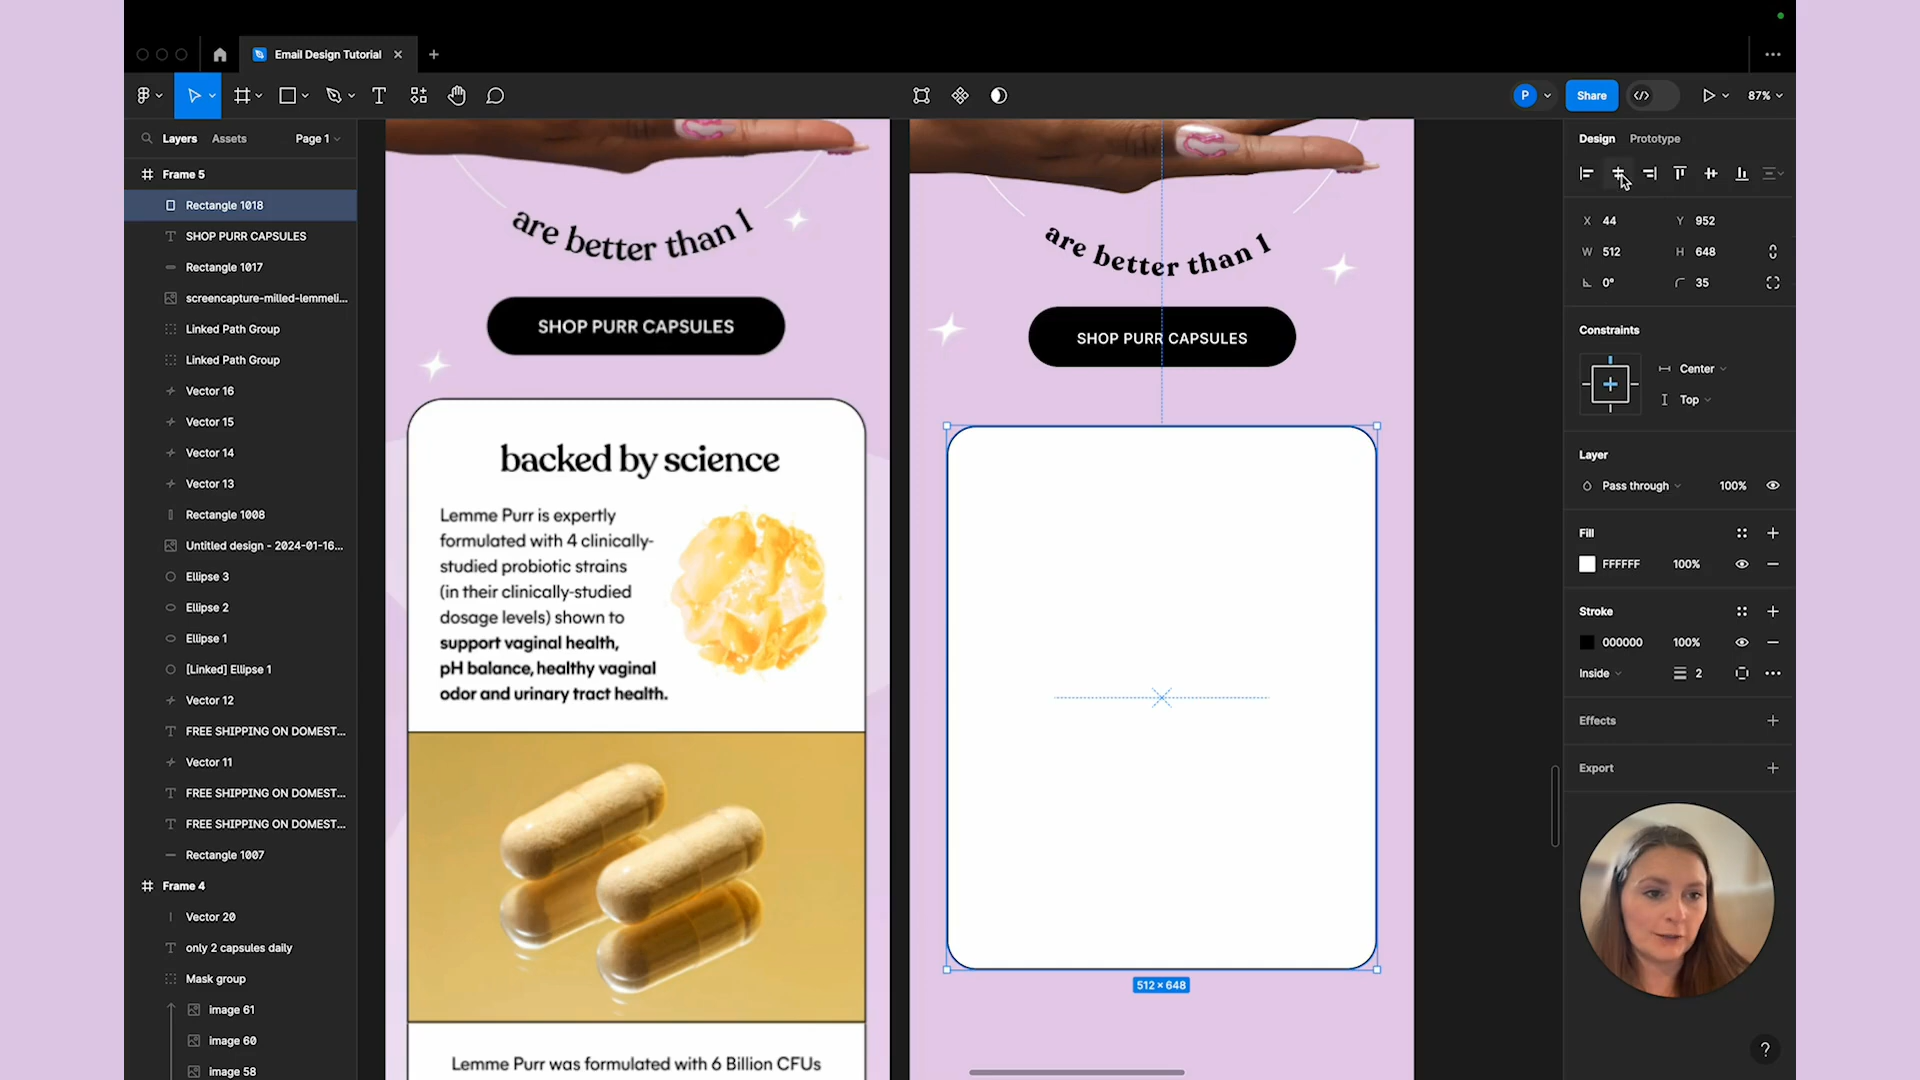 Email Design Tutorial
P
Share
87%
Layers
Assets
Page 1
Frame 5
Rectangle 1018
SHOP PURR CAPSULES
Rectangle 1017
screencapture-milled-lemmeli...
Linked Path Group
Linked Path Group
Vector 16
Vector 15
Vector 14
Vector 13
Rectangle 1008
Untitled design - 2024-01-16...
Ellipse 3
Ellipse 2
Ellipse 1
[Linked] Ellipse 1
Vector 12
FREE SHIPPING ON DOMEST...
Vector 11
FREE SHIPPING ON DOMEST...
FREE SHIPPING ON DOMEST...
Rectangle 1007
Frame 4
Vector 20
only 2 capsules daily
Mask group
image 61
image 60
image 58
are better than 1
SHOP PURR CAPSULES
backed by science
Lemme Purr is expertly
formulated with 4 clinically-
studied probiotic strains
(in their clinically-studied
dosage levels) shown to
support vaginal health,
pH balance, healthy vaginal
odor and urinary tract health.
Lemme Purr was formulated with 6 Billion CFUs
are better than 1
SHOP PURR CAPSULES
512 × 648
Design
Prototype
X 44
Y 952
W 512
H 648
0°
35
Constraints
Center
Top
Layer
Pass through
100%
Fill
FFFFFF
100%
Stroke
000000
100%
Inside
2
Effects
Export
?